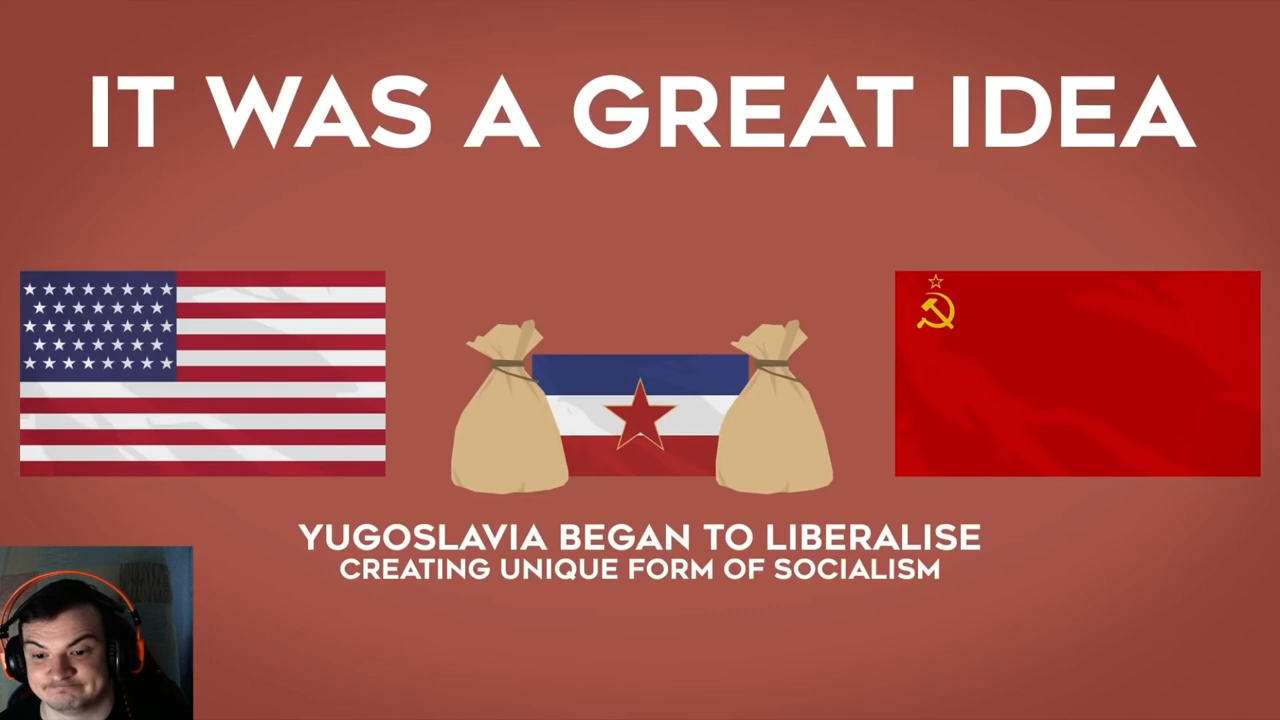 IT WAS A GREAT IDEA
YUGOSLAVIA BEGAN TO LIBERALISE
CREATING UNIQUE FORM OF SOCIALISM